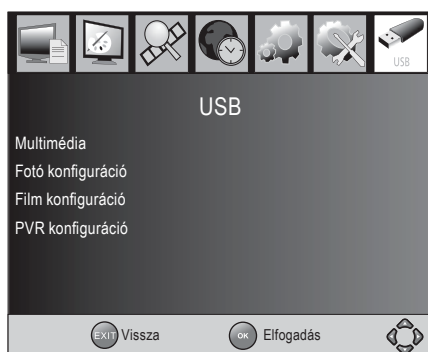 USB
USB
Multimédia
Fotó konfiguráció
Film konfiguráció
PVR konfiguráció
EXIT Vissza OK Elfogadás